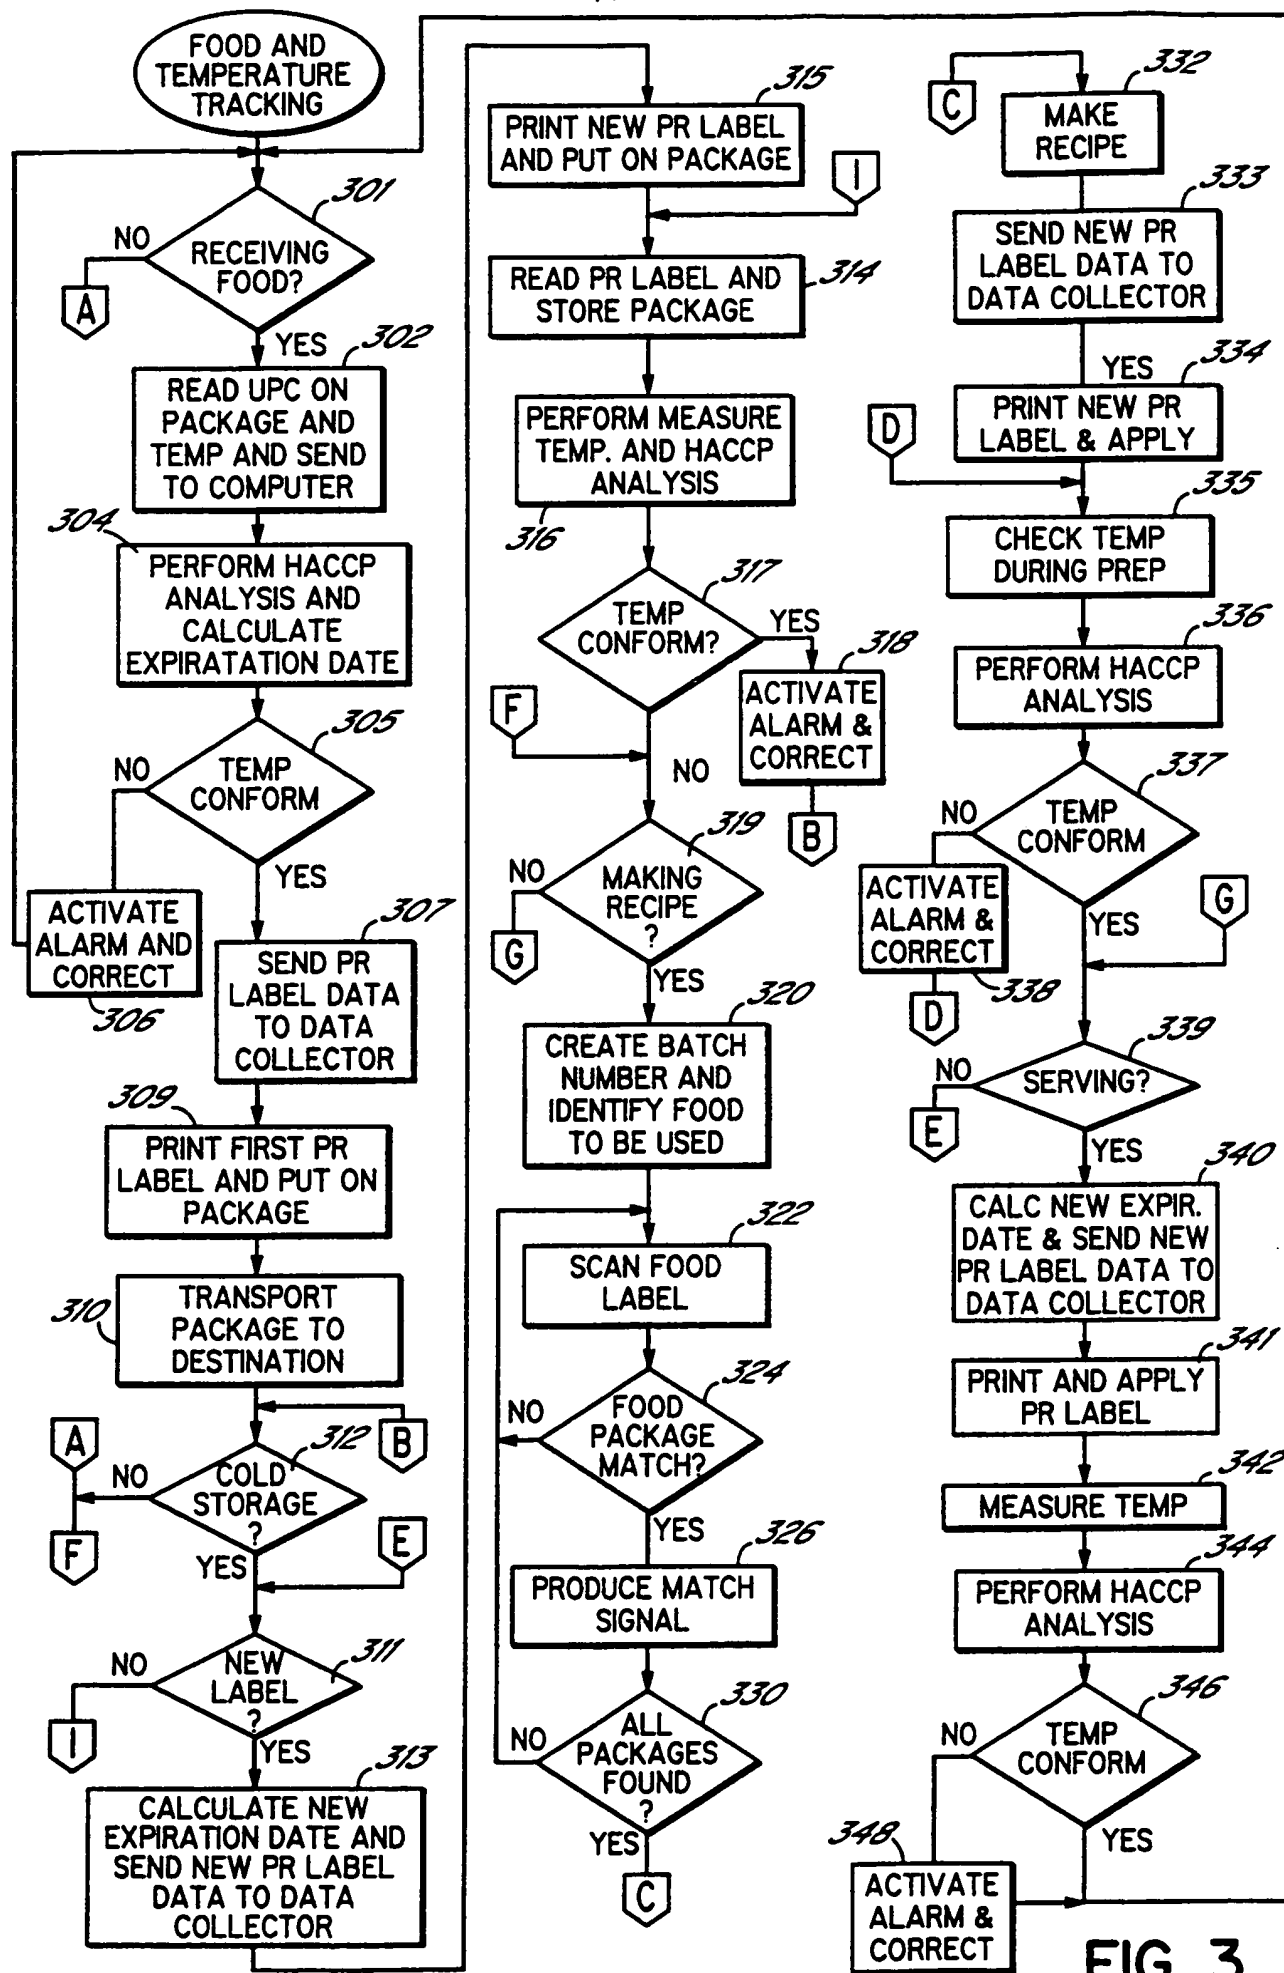 FOOD AND
TEMPERATURE
TRACKING
301
NO
RECEIVING
FOOD?
A
YES
302
READ UPC ON
PACKAGE AND
TEMP AND SEND
TO COMPUTER
304
PERFORM HACCP
ANALYSIS AND
CALCULATE
EXPIRATATION DATE
305
NO
TEMP
CONFORM
YES
ACTIVATE
ALARM AND
CORRECT
306
307
SEND PR
LABEL DATA
TO DATA
COLLECTOR
309
PRINT FIRST PR
LABEL AND PUT ON
PACKAGE
310
TRANSPORT
PACKAGE TO
DESTINATION
A
312
B
NO
COLD
STORAGE
?
F
YES
E
NO
NEW
LABEL
?
311
I
YES
313
CALCULATE NEW
EXPIRATION DATE AND
SEND NEW PR LABEL
DATA TO DATA
COLLECTOR
315
PRINT NEW PR LABEL
AND PUT ON PACKAGE
I
READ PR LABEL AND
STORE PACKAGE
314
PERFORM MEASURE
TEMP. AND HACCP
ANALYSIS
316
317
TEMP
CONFORM?
YES
318
ACTIVATE
ALARM &
CORRECT
F
NO
B
319
NO
MAKING
RECIPE
?
G
YES
320
CREATE BATCH
NUMBER AND
IDENTIFY FOOD
TO BE USED
322
SCAN FOOD
LABEL
324
NO
FOOD
PACKAGE
MATCH?
YES
326
PRODUCE MATCH
SIGNAL
330
NO
ALL
PACKAGES
FOUND
?
YES
C
C
332
MAKE
RECIPE
333
SEND NEW PR
LABEL DATA TO
DATA COLLECTOR
YES
334
PRINT NEW PR
LABEL & APPLY
D
335
CHECK TEMP
DURING PREP
336
PERFORM HACCP
ANALYSIS
337
NO
TEMP
CONFORM
ACTIVATE
ALARM &
CORRECT
338
D
YES
G
339
NO
SERVING?
E
YES
340
CALC NEW EXPIR.
DATE & SEND NEW
PR LABEL DATA TO
DATA COLLECTOR
341
PRINT AND APPLY
PR LABEL
342
MEASURE TEMP
344
PERFORM HACCP
ANALYSIS
346
NO
TEMP
CONFORM
YES
348
ACTIVATE
ALARM &
CORRECT
FIG. 3